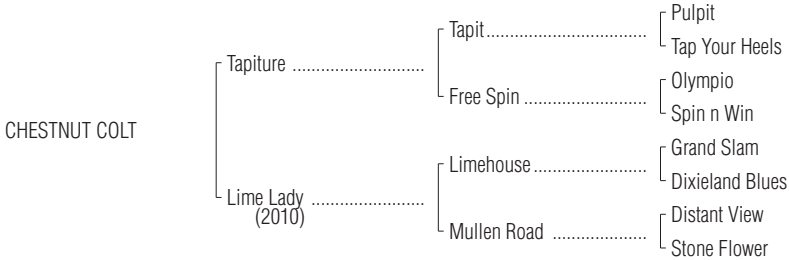 Pulpit
Tapit
Tap Your Heels
Tapiture
Olympio
Free Spin
Spin n Win
CHESTNUT COLT
Grand Slam
Limehouse
Dixieland Blues
Lime Lady
(2010)
Distant View
Mullen Road
Stone Flower